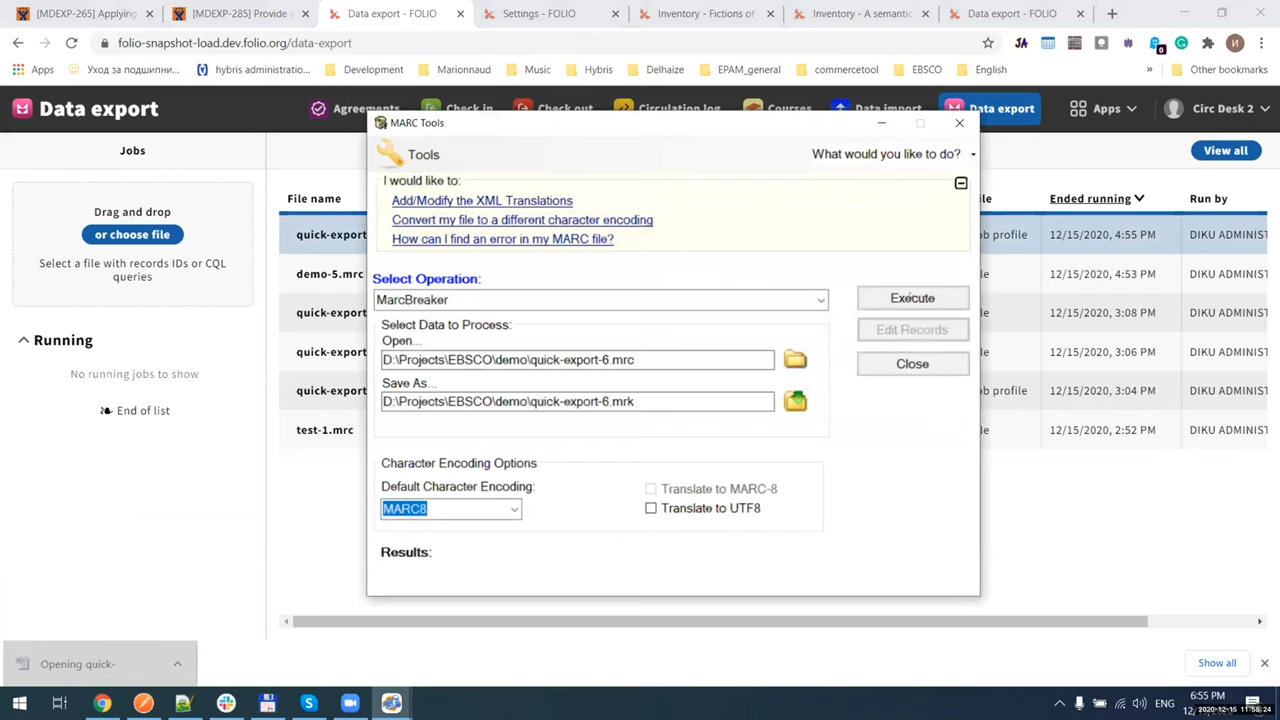 [MDEXP-265] Applying
[MDEXP-285] Provide
Data export - FOLIO
Settings - FOLIO
Inventory - Fictions of
Inventory - A semantic
Data export - FOLIO
folio-snapshot-load.dev.folio.org/data-export
Apps
Уход за подшипни...
hybris administratio...
Development
Marionnaud
Music
Hybris
Delhaize
EPAM_general
commercetool
EBSCO
English
»
Other bookmarks
Data export
Agreements
Check in
Check out
Circulation log
Courses
Data import
Data export
Apps
Circ Desk 2
Jobs
View all
Drag and drop
or choose file
Select a file with records IDs or CQL
queries
Running
No running jobs to show
End of list
File name
Ended running
Run by
quick-export
ob profile
12/15/2020, 4:55 PM
DIKU ADMINIST
demo-5.mrc
12/15/2020, 4:53 PM
DIKU ADMINIST
quick-export
12/15/2020, 3:08 PM
DIKU ADMINIST
quick-export
12/15/2020, 3:06 PM
DIKU ADMINIST
quick-export
ob profile
12/15/2020, 3:04 PM
DIKU ADMINIST
test-1.mrc
12/15/2020, 2:52 PM
DIKU ADMINIST
MARC Tools
Tools
What would you like to do?
I would like to:
Add/Modify the XML Translations
Convert my file to a different character encoding
How can I find an error in my MARC file?
Select Operation:
MarcBreaker
Execute
Select Data to Process:
Edit Records
Open...
D:\Projects\EBSCO\demo\quick-export-6.mrc
Close
Save As...
D:\Projects\EBSCO\demo\quick-export-6.mrk
Character Encoding Options
Default Character Encoding:
MARC8
Translate to MARC-8
Translate to UTF8
Results:
Opening quick-
Show all
ENG
6:55 PM
2020-12-15 11:55:24